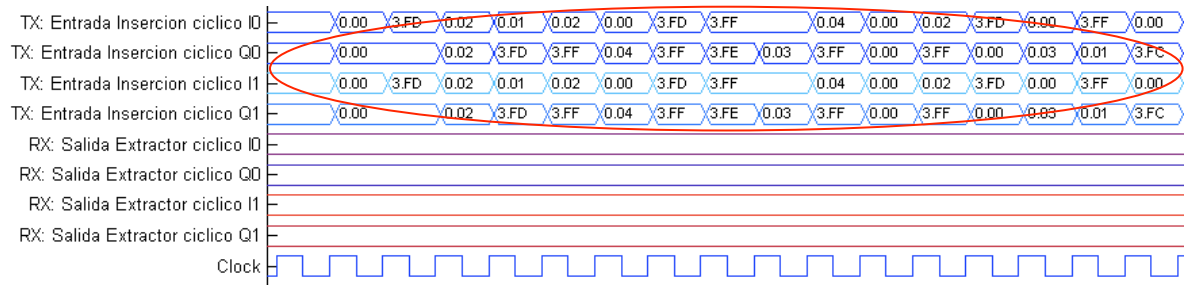 TX: Entrada Insercion ciclico I0 0.00 3.FD 0.02 0.01 0.02 0.00 3.FD 3.FF 0.04 0.00 0.02 3.FD 0.00 3.FF 0.00
TX: Entrada Insercion ciclico Q0 0.00 0.02 3.FD 3.FF 0.04 3.FF 3.FE 0.03 3.FF 0.00 3.FF 0.00 0.03 0.01 3.FC
TX: Entrada Insercion ciclico I1 0.00 3.FD 0.02 0.01 0.02 0.00 3.FD 3.FF 0.04 0.00 0.02 3.FD 0.00 3.FF 0.00
TX: Entrada Insercion ciclico Q1 0.00 0.02 3.FD 3.FF 0.04 3.FF 3.FE 0.03 3.FF 0.00 3.FF 0.00 0.03 0.01 3.FC
RX: Salida Extractor ciclico I0
RX: Salida Extractor ciclico Q0
RX: Salida Extractor ciclico I1
RX: Salida Extractor ciclico Q1
Clock